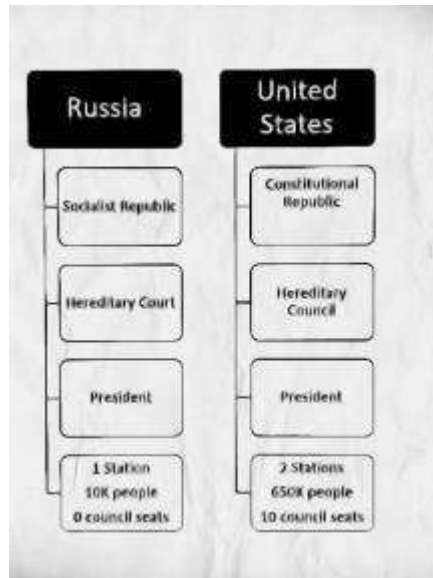 Russia
Socialist Republic
Hereditary Court
President
1 Station
10K people
0 council seats
United
States
Constitutional
Republic
Hereditary
Council
President
2 Stations
650K people
10 council seats